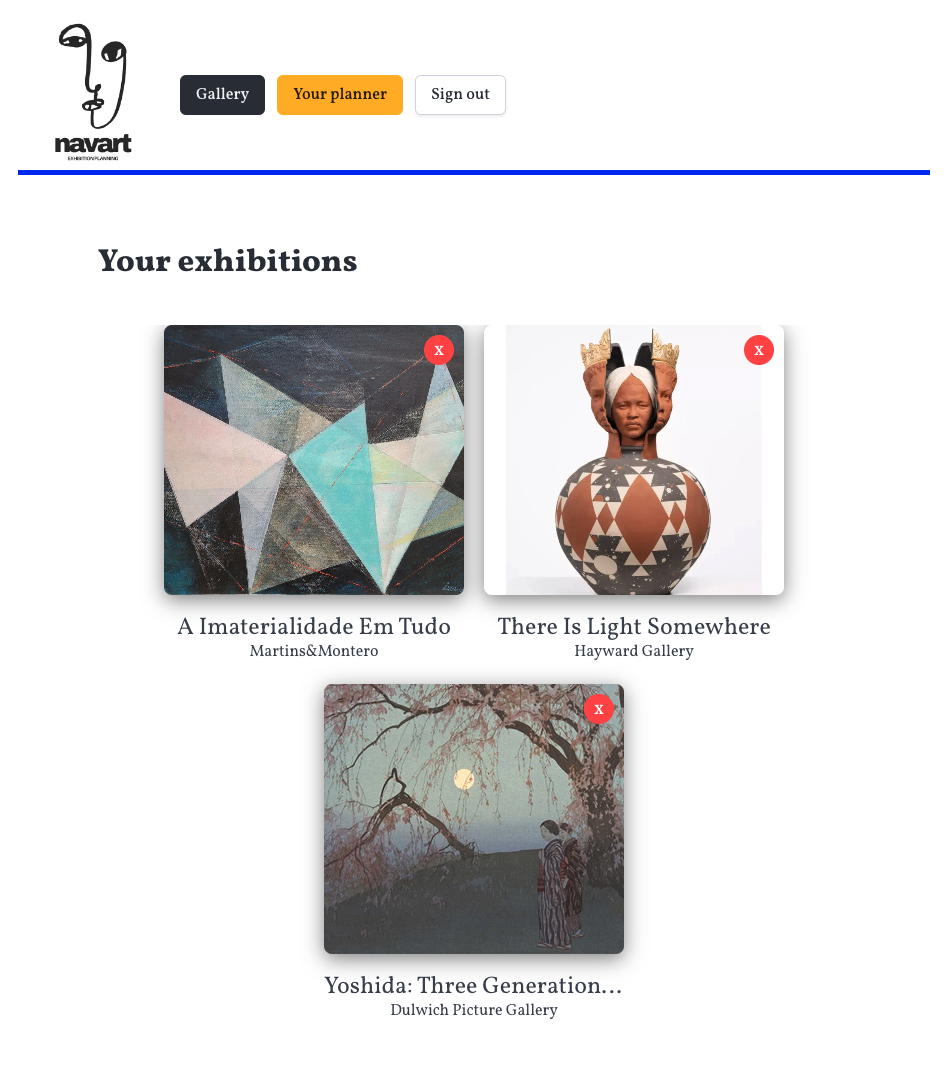 navart
EXHIBITION PLANNING
Gallery
Your planner
Sign out
Your exhibitions
X
X
A Imaterialidade Em Tudo
Martins&Montero
There Is Light Somewhere
Hayward Gallery
X
Yoshida: Three Generation...
Dulwich Picture Gallery